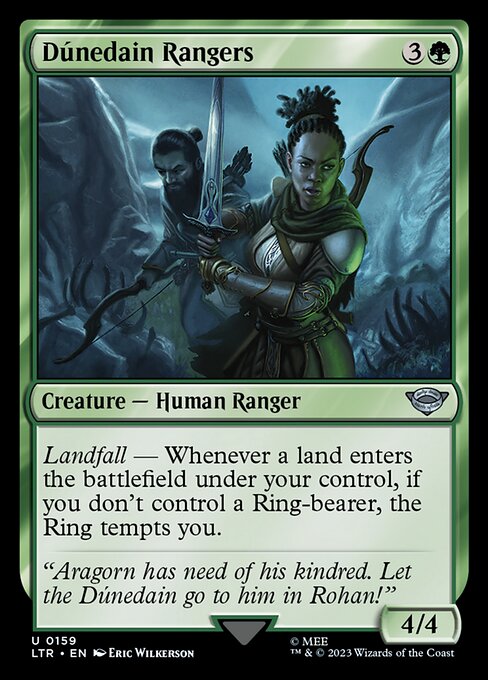 Dúnedain Rangers 3
Creature — Human Ranger
Landfall — Whenever a land enters
the battlefield under your control, if
you don't control a Ring-bearer, the
Ring tempts you.
“Aragorn has need of his kindred. Let
the Dúnedain go to him in Rohan!”
4/4
U 0159
LTR • EN Eric Wilkerson
© MEE
™ & © 2023 Wizards of the Coast